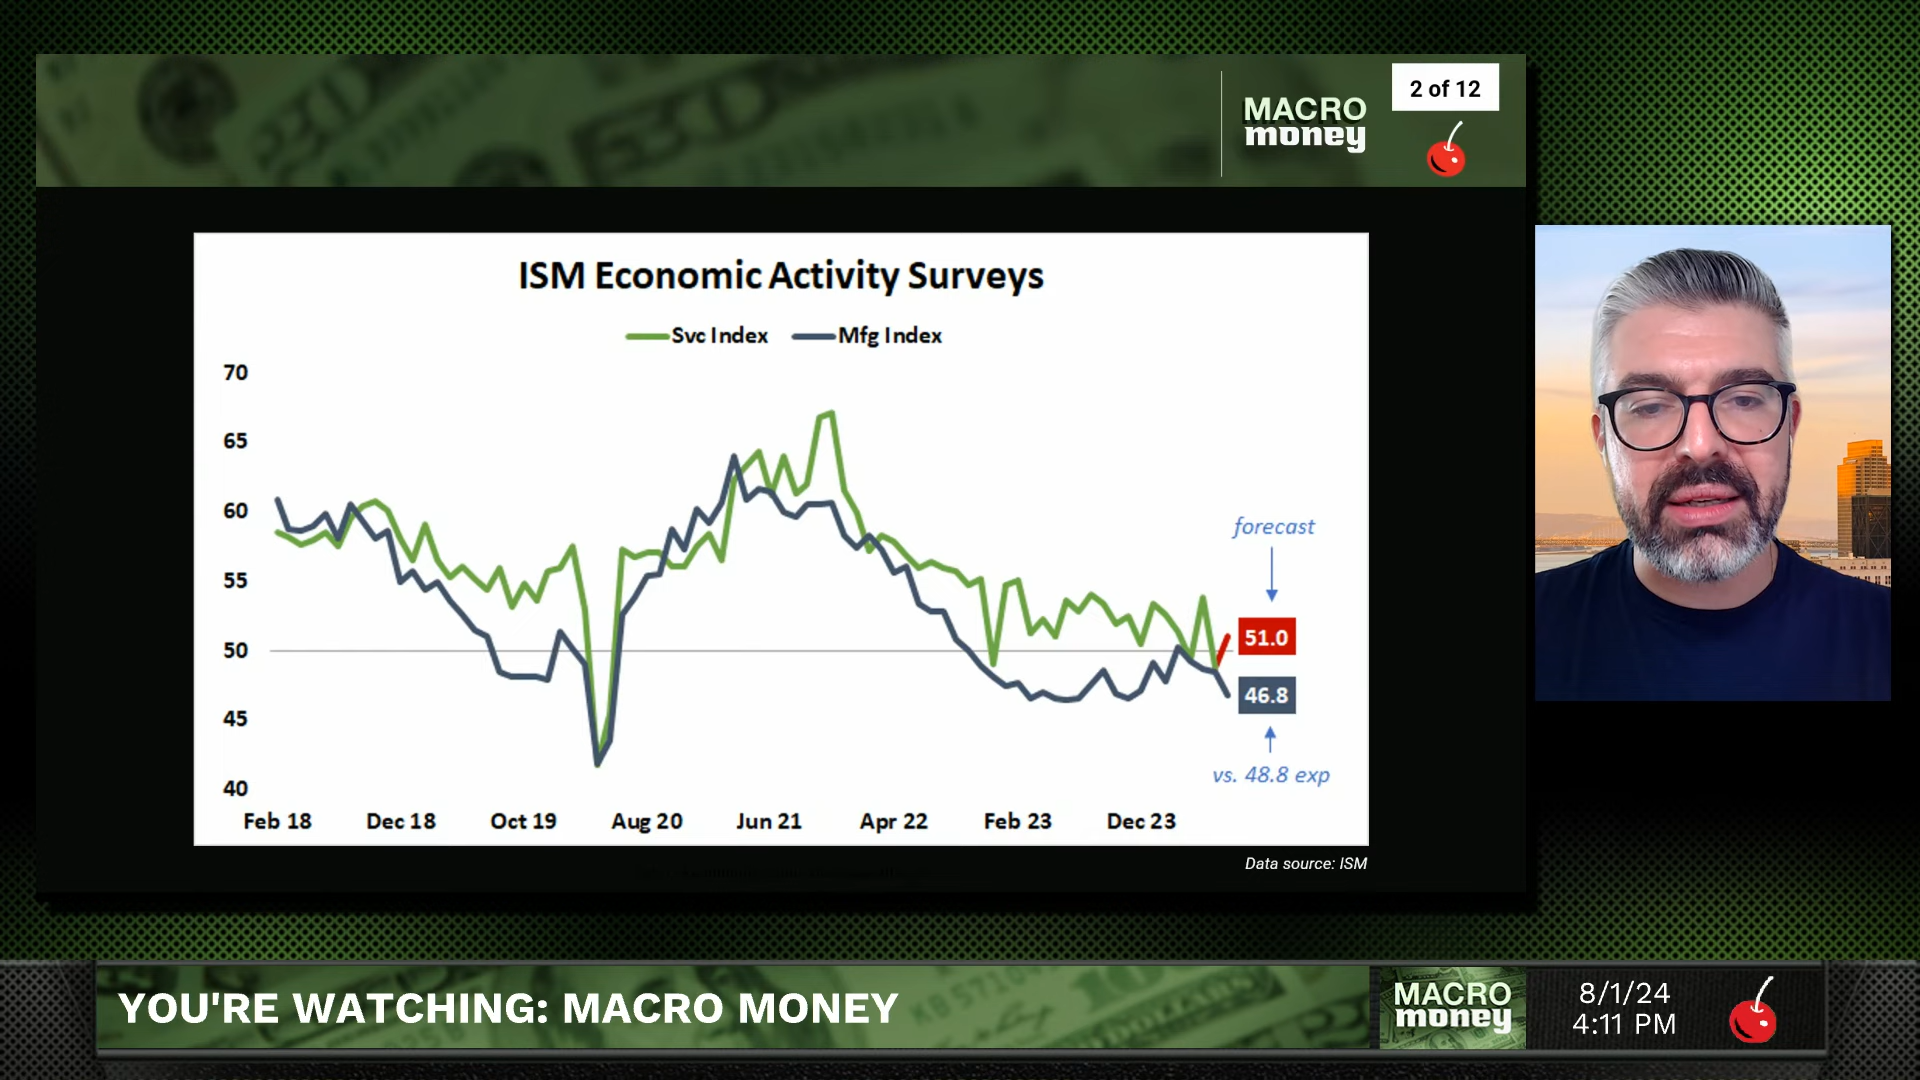 MACRO
money
2 of 12
ISM Economic Activity Surveys
Svc Index
Mfg Index
70
65
60
55
50
45
40
forecast
51.0
46.8
vs. 48.8 exp
Feb 18
Dec 18
Oct 19
Aug 20
Jun 21
Apr 22
Feb 23
Dec 23
Data source: ISM
YOU'RE WATCHING: MACRO MONEY
MACRO
money
8/1/24
4:11 PM